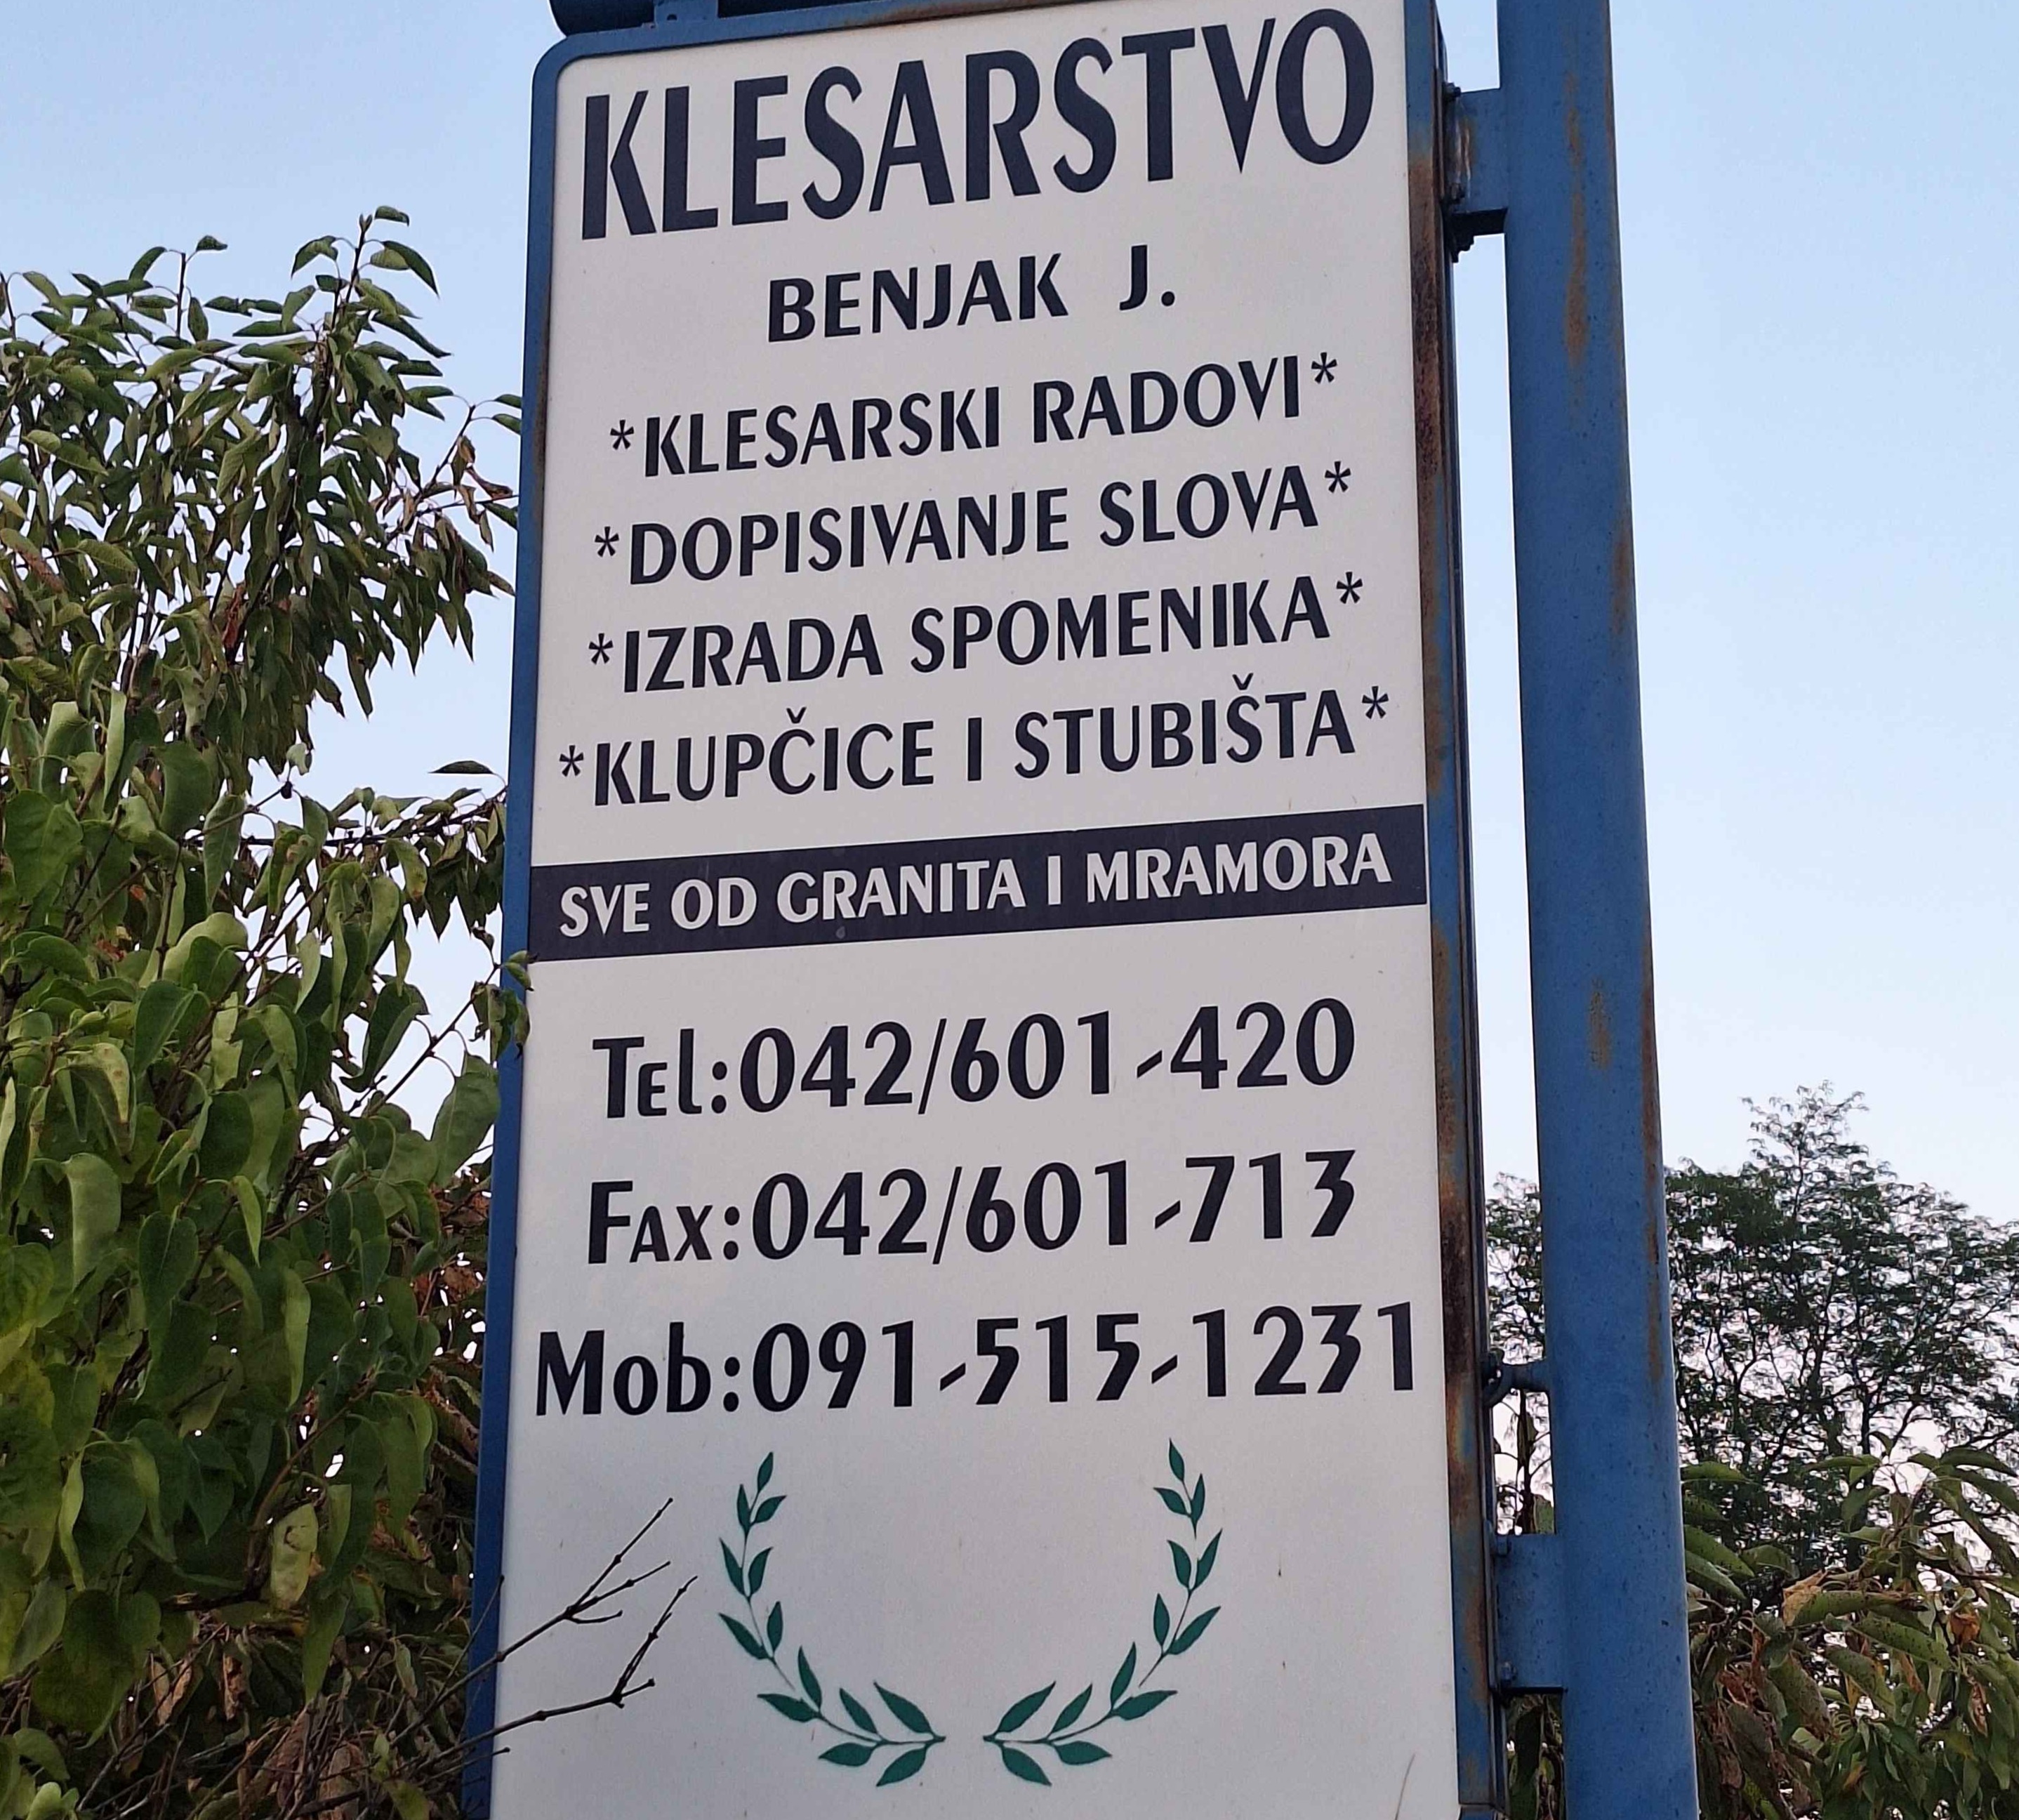 KLESARSTVO
BENJAK J.
*KLESARSKI RADOVI*
*DOPISIVANJE SLOVA*
*IZRADA SPOMENIKA*
*KLUPČICE I STUBIŠTA*
SVE OD GRANITA I MRAMORA
Tel:042/601-420
Fax:042/601-713
Mob:091-515-1231